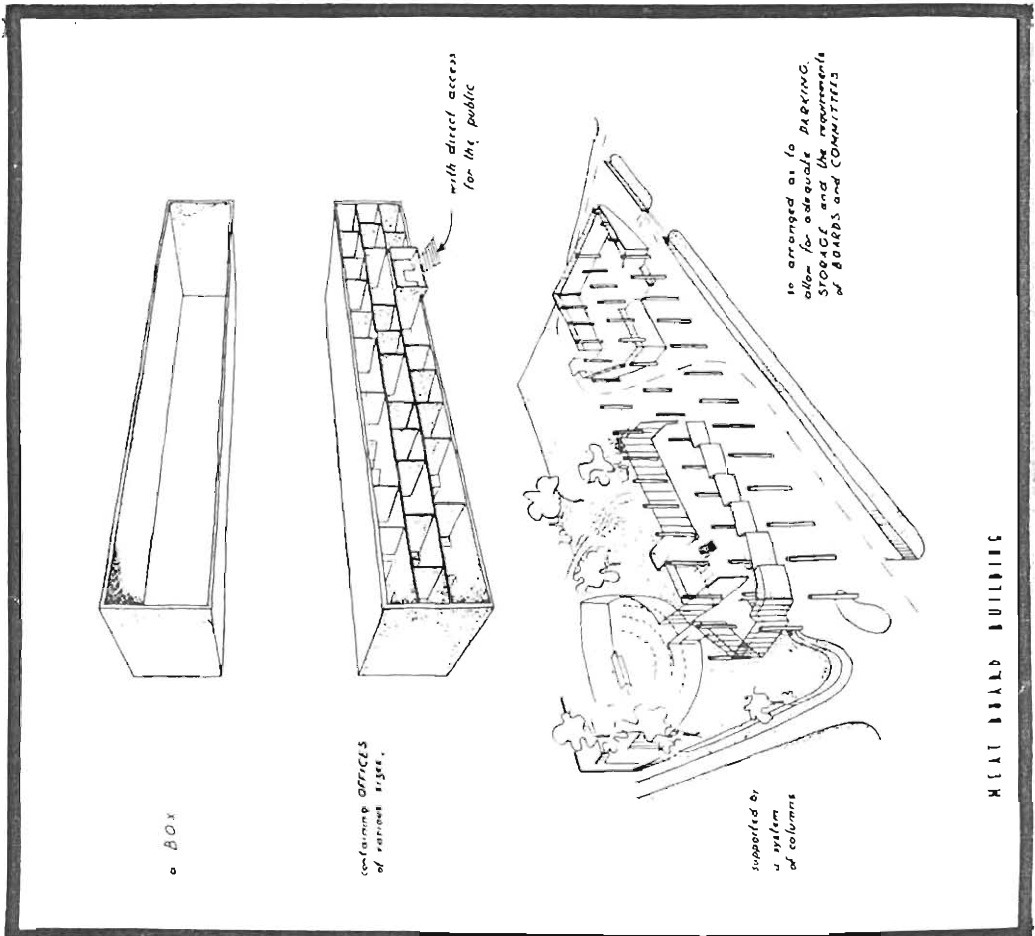 a BOX
containing OFFICES
of various sizes,
with direct access
for the public
supported by
a system
of columns
so arranged as to
allow for adequate PARKING,
STORAGE and the requirements
of BOARDS and COMMITTEES
MEAT BOARD BUILDING